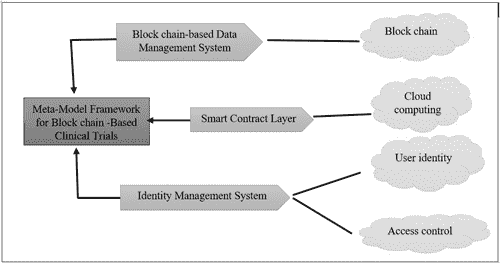 Block chain-based Data
Management System
Block chain
Meta-Model Framework
for Block chain -Based
Clinical Trials
Smart Contract Layer
Cloud
computing
User identity
Identity Management System
Access control